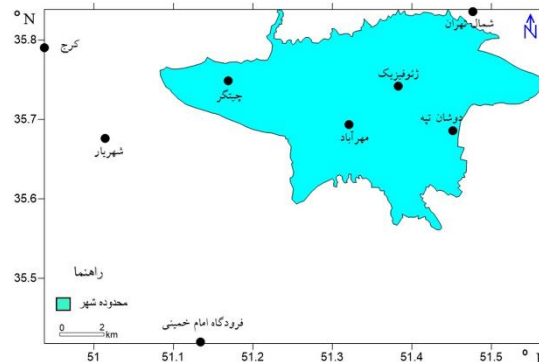 °N
N
35.8
35.7
35.6
35.5
شمال تهران
کرج
ژئوفیزیک
چیتگر
دوشان تپه
مهرآباد
شهریار
راهنما
محدوده شهر
0 2
km
فرودگاه امام خمینی
51 51.1 51.2 51.3 51.4 51.5 °